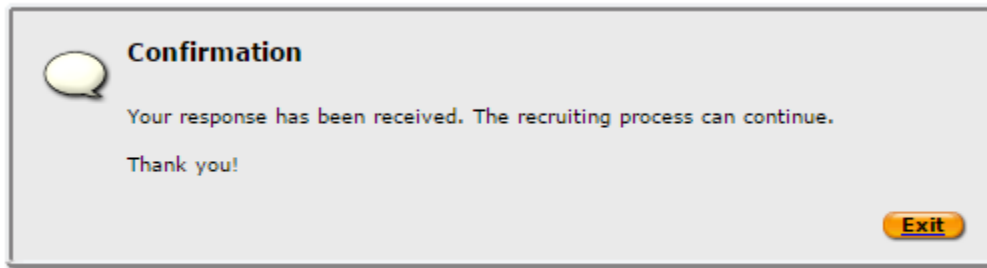 Confirmation
Your response has been received. The recruiting process can continue.
Thank you!
Exit